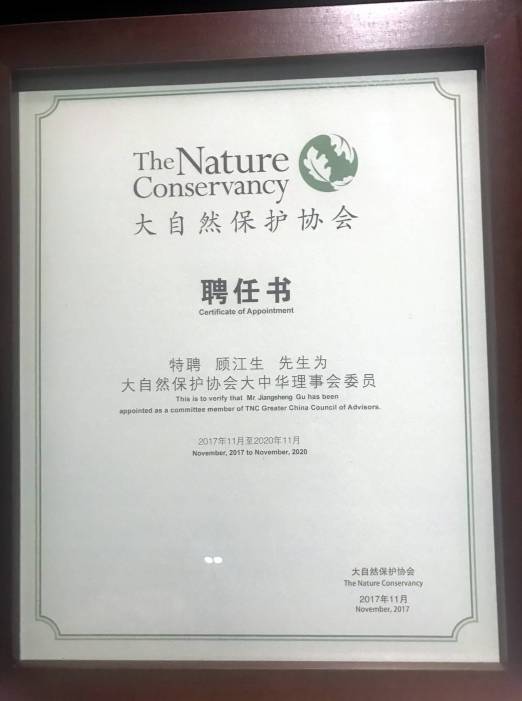 The Nature
Conservancy
大自然保护协会
聘任书
Certificate of Appointment
特聘 顾江生 先生为
大自然保护协会大中华理事会委员
This is to verify that Mr. Jiangsheng Gu has been
appointed as a committee member of TNC Greater China Council of Advisors.
2017年11月至2020年11月
November, 2017 to November, 2020
大自然保护协会
The Nature Conservancy
2017年11月
November, 2017